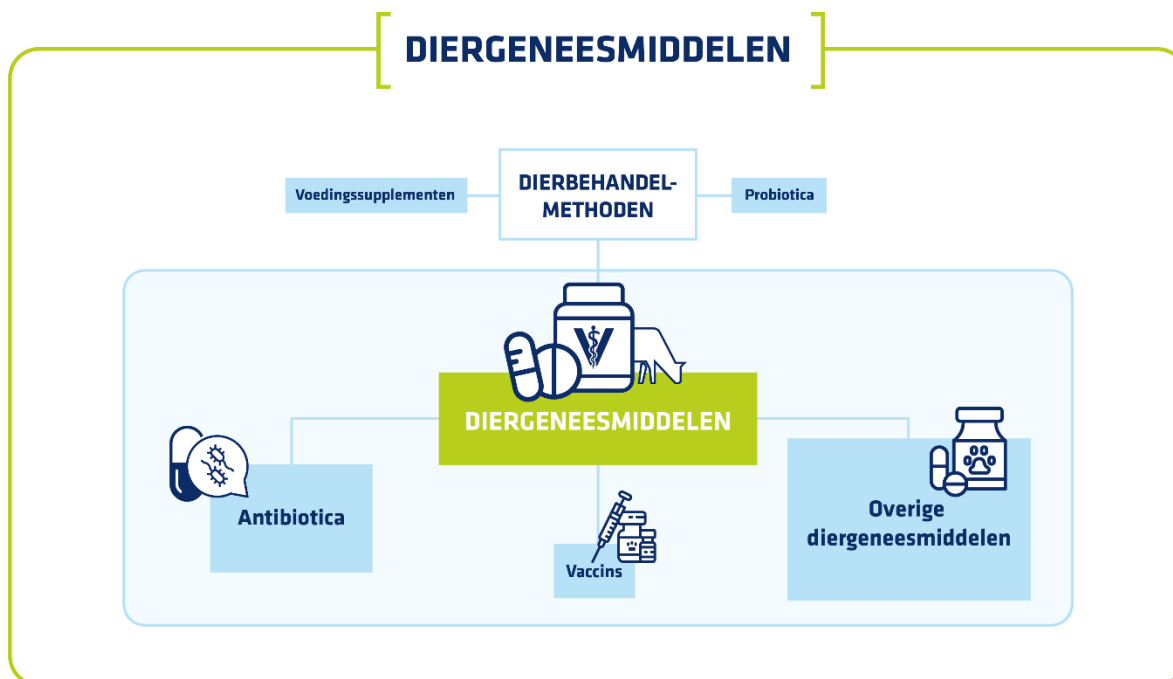 DIERGENEESMIDDELEN
Voedingssupplementen
DIERBEHANDEL-
METHODEN
Probiotica
DIERGENEESMIDDELEN
Antibiotica
Vaccins
Overige
diergeneesmiddelen